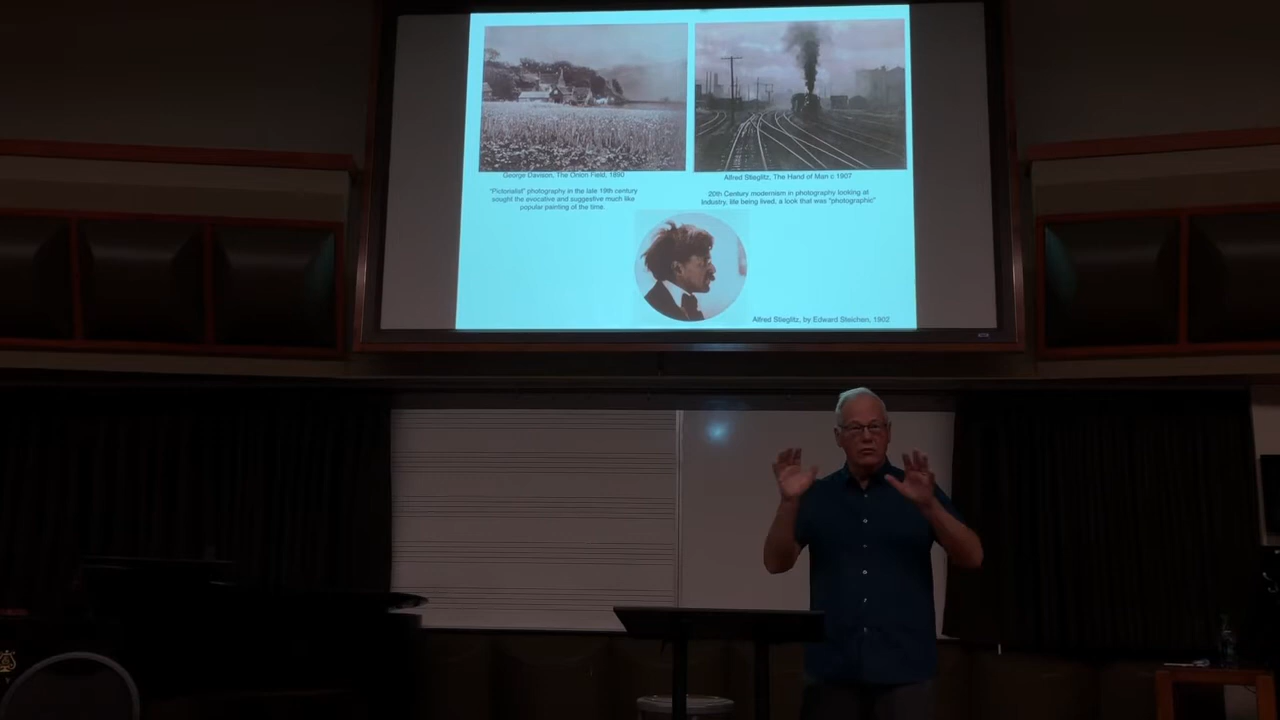 George Davison, The Onion Field, 1890
"Pictorialist" photography in the late 19th century
sought the evocative and suggestive much like
popular painting of the time.
Alfred Stieglitz, The Hand of Man c 1907
20th Century modernism in photography looking at
Industry, life being lived, a look that was "photographic"
Alfred Stieglitz, by Edward Steichen, 1902